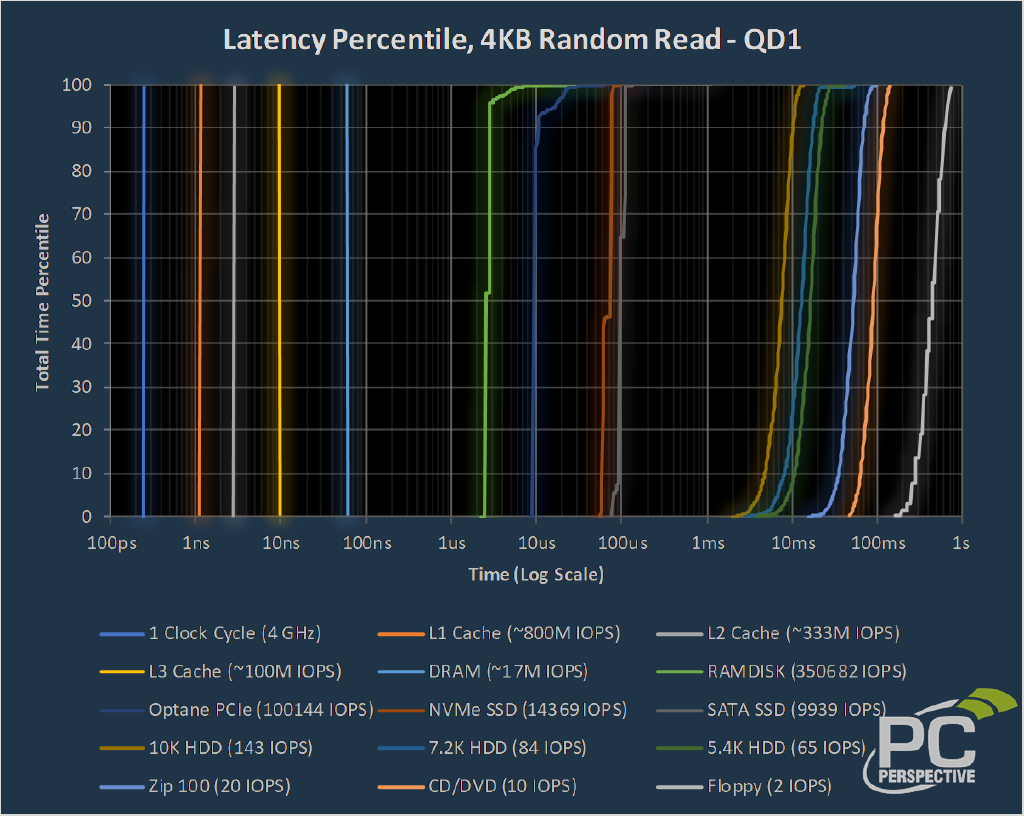 Latency Percentile, 4KB Random Read - QD1
Total Time Percentile
100
90
80
70
60
50
40
30
20
10
0
100ps 1ns 10ns 100ns 1us 10us 100us 1ms 10ms 100ms 1s
Time (Log Scale)
1 Clock Cycle (4 GHz) L1 Cache (~800M IOPS) L2 Cache (~333M IOPS)
L3 Cache (~100M IOPS) DRAM (~17M IOPS) RAMDISK (350682 IOPS)
Optane PCIe (100144 IOPS) NVMe SSD (14369 IOPS) SATA SSD (9939 IOPS)
10K HDD (143 IOPS) 7.2K HDD (84 IOPS) 5.4K HDD (65 IOPS)
Zip 100 (20 IOPS) CD/DVD (10 IOPS) Floppy (2 IOPS)
PC
PERSPECTIVE